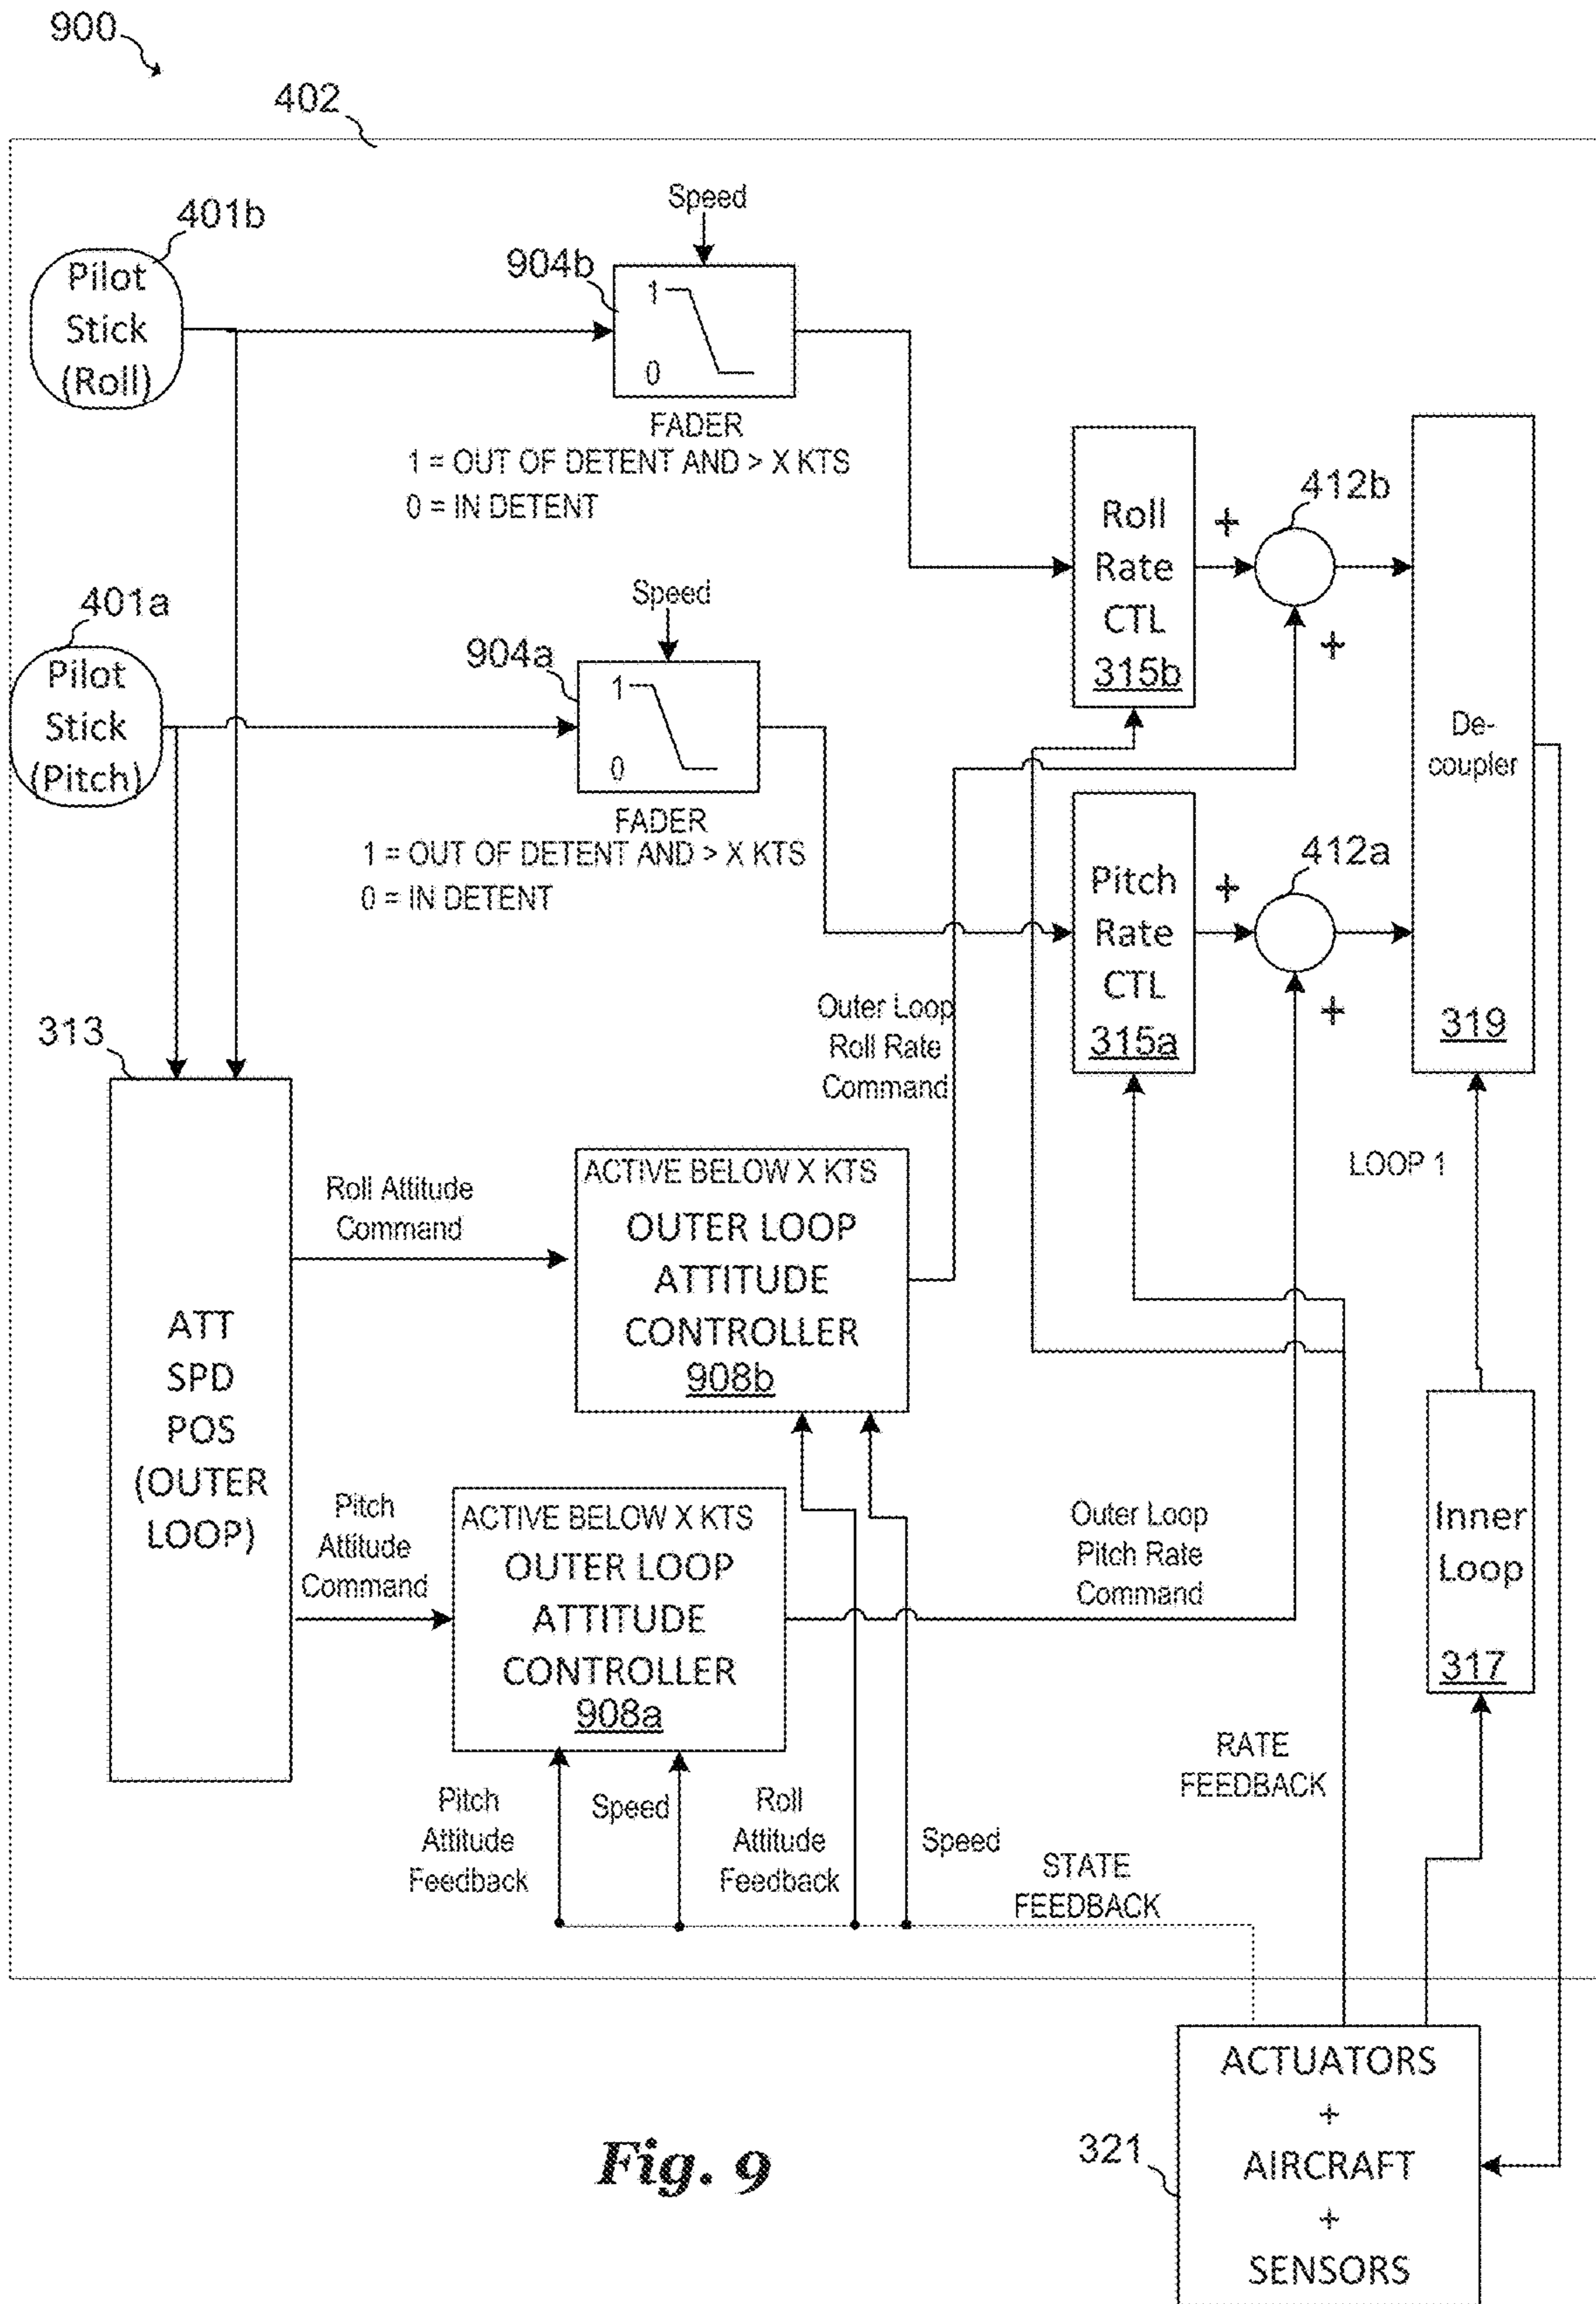 900
402
401b
Pilot
Stick
(Roll)
Speed
904b
1
0
FADER
1 = OUT OF DETENT AND > X KTS
0 = IN DETENT
401a
Pilot
Stick
(Pitch)
Speed
904a
1
0
FADER
1 = OUT OF DETENT AND > X KTS
0 = IN DETENT
Roll
Rate
CTL
315b
+
412b
+
Pitch
Rate
CTL
315a
+
412a
+
De-
coupler
319
313
ATT
SPD
POS
(OUTER
LOOP)
Roll Attitude
Command
Outer Loop
Roll Rate
Command
ACTIVE BELOW X KTS
OUTER LOOP
ATTITUDE
CONTROLLER
908b
LOOP 1
Pitch
Attitude
Command
ACTIVE BELOW X KTS
OUTER LOOP
ATTITUDE
CONTROLLER
908a
Outer Loop
Pitch Rate
Command
Inner
Loop
317
Pitch
Attitude
Feedback
Speed
Roll
Attitude
Feedback
Speed
STATE
FEEDBACK
RATE
FEEDBACK
321
ACTUATORS
+
AIRCRAFT
+
SENSORS
Fig. 9